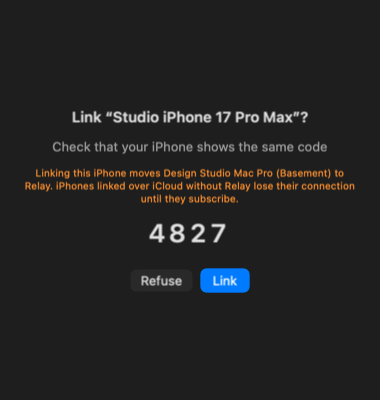 Link “Studio iPhone 17 Pro Max”?
Check that your iPhone shows the same code
Linking this iPhone moves Design Studio Mac Pro (Basement) to
Relay. iPhones linked over iCloud without Relay lose their connection
until they subscribe.
4827
Refuse
Link